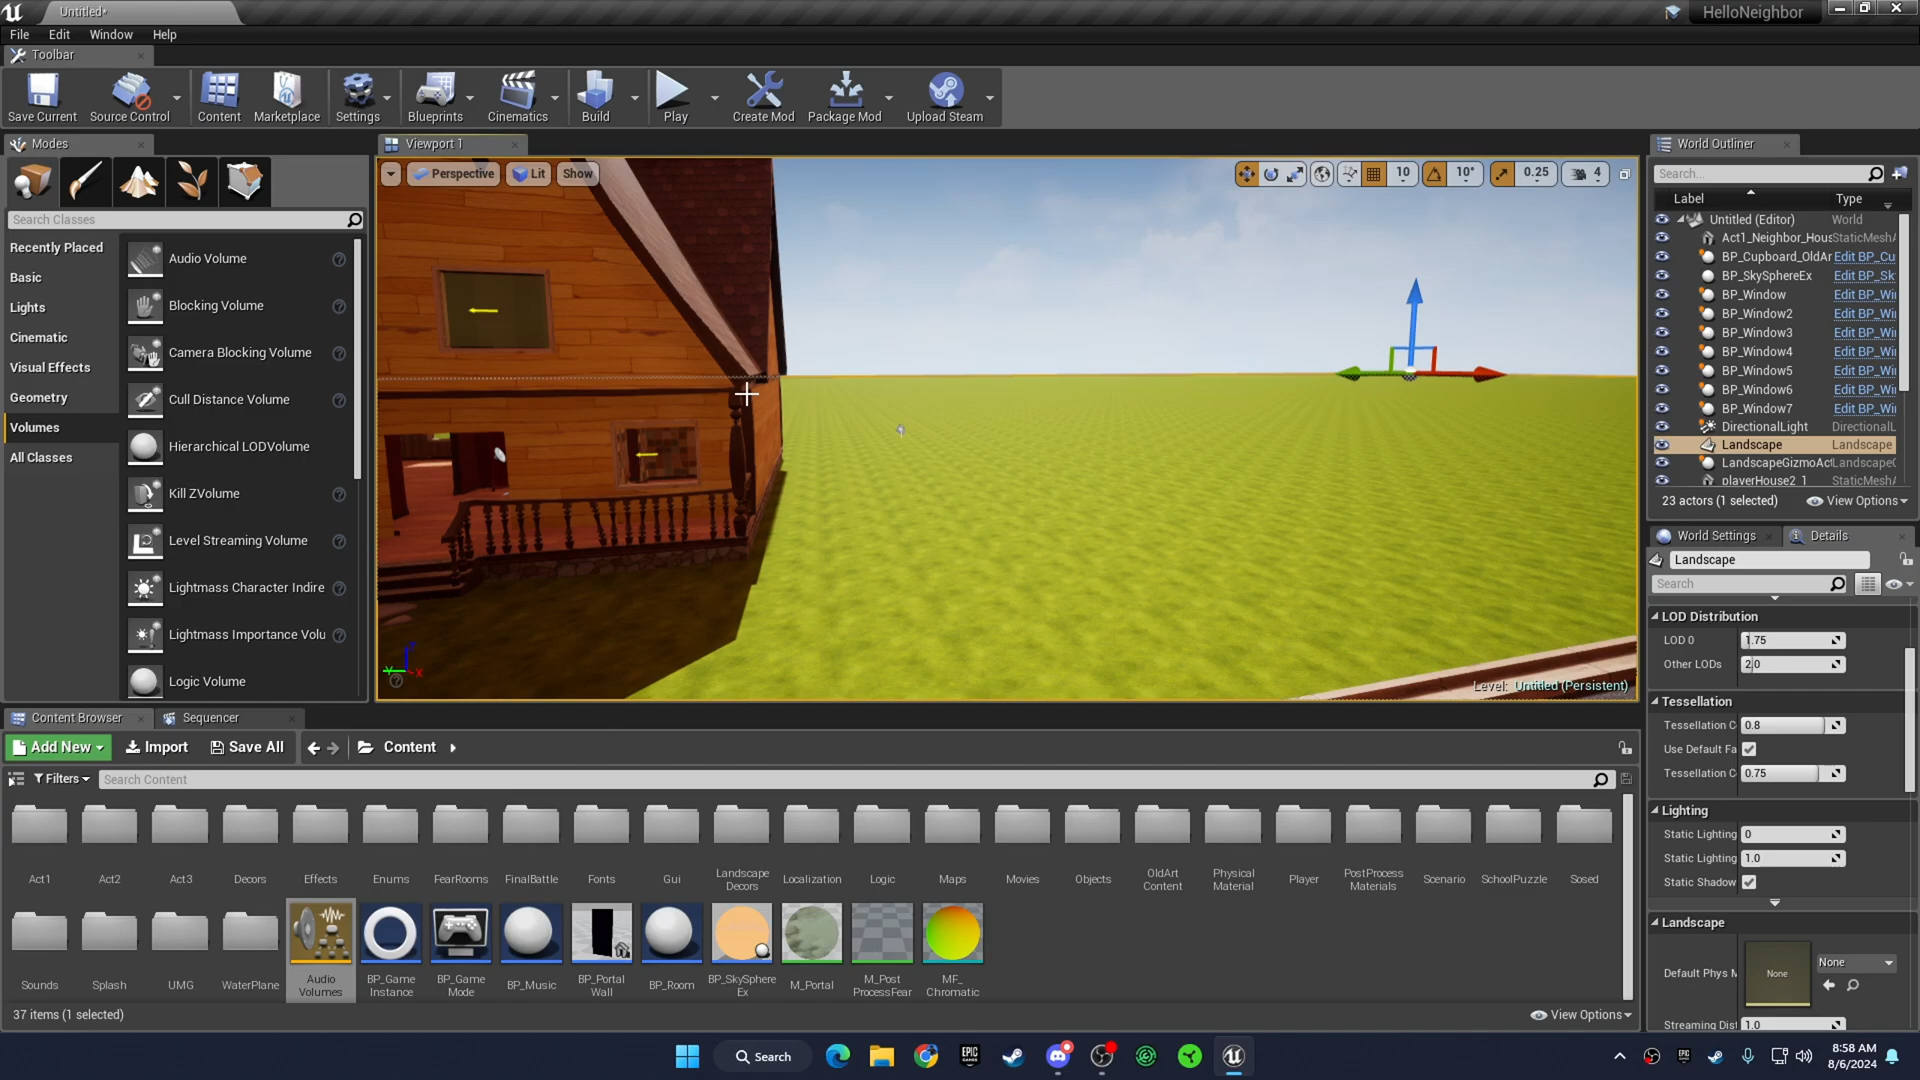 Untitled*
HelloNeighbor
File Edit Window Help
Toolbar
Save Current Source Control Content Marketplace Settings Blueprints Cinematics Build Play Create Mod Package Mod Upload Steam
Modes
Search Classes
Recently Placed
Basic
Lights
Cinematic
Visual Effects
Geometry
Volumes
All Classes
Audio Volume
Blocking Volume
Camera Blocking Volume
Cull Distance Volume
Hierarchical LODVolume
Kill ZVolume
Level Streaming Volume
Lightmass Character Indire
Lightmass Importance Volu
Logic Volume
Viewport 1
Perspective Lit Show
10 10° 0.25 4
Level: Untitled (Persistent)
World Outliner
Search...
Label Type
Untitled (Editor) World
Act1_Neighbor_Hous StaticMeshA
BP_Cupboard_OldAr Edit BP_Cu
BP_SkySphereEx Edit BP_Sk
BP_Window Edit BP_Wi
BP_Window2 Edit BP_Wi
BP_Window3 Edit BP_Wi
BP_Window4 Edit BP_Wi
BP_Window5 Edit BP_Wi
BP_Window6 Edit BP_Wi
BP_Window7 Edit BP_Wi
DirectionalLight DirectionalL
Landscape Landscape
LandscapeGizmoAct LandscapeG
playerHouse2_1 StaticMeshA
23 actors (1 selected) View Options
World Settings Details
Landscape
Search
LOD Distribution
LOD 0 1.75
Other LODs 2.0
Tessellation
Tessellation C 0.8
Use Default Fa
Tessellation C 0.75
Lighting
Static Lighting 0
Static Lighting 1.0
Static Shadow
Landscape
Default Phys M None None
Streaming Dist 1.0
Content Browser Sequencer
Add New Import Save All Content
Filters Search Content
Act1 Act2 Act3 Decors Effects Enums FearRooms FinalBattle Fonts Gui Landscape Decors Localization Logic Maps Movies Objects OldArt Content Physical Material Player PostProcess Materials Scenario SchoolPuzzle Sosed
Sounds Splash UMG WaterPlane Audio Volumes BP_Game Instance BP_Game Mode BP_Music BP_Portal Wall BP_Room BP_SkySphere Ex M_Portal M_Post ProcessFear MF_ Chromatic
37 items (1 selected) View Options
Search
EPIC GAMES
8:58 AM
8/6/2024